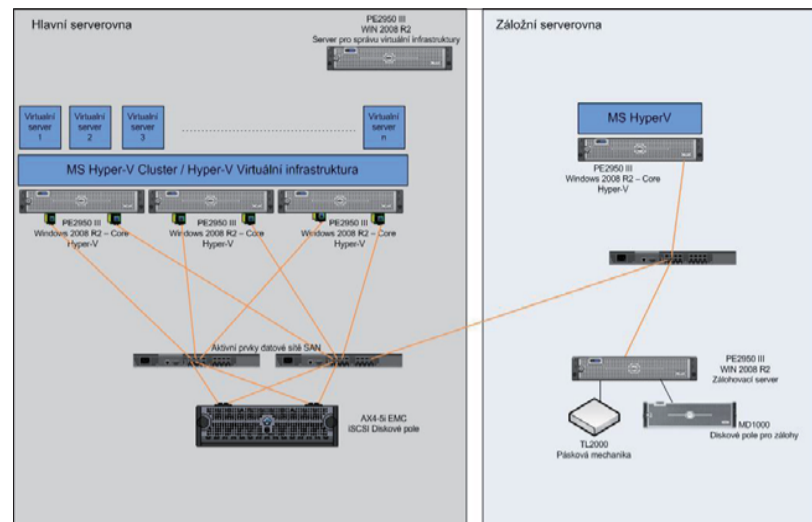 Hlavní serverovna
PE2950 III
WIN 2008 R2
Server pro správu virtuální infrastruktury
Virtualní
server
1
Virtualní
server
2
Virtualní
server
3
Virtualní
server
n
MS Hyper-V Cluster / Hyper-V Virtuální infrastruktura
PE2950 III
Windows 2008 R2 – Core
Hyper-V
PE2950 III
Windows 2008 R2 – Core
Hyper-V
PE2950 III
Windows 2008 R2 – Core
Hyper-V
Aktivní prvky datové sítě SAN
AX4-5i EMC
iSCSI Diskové pole
Záložní serverovna
MS HyperV
PE2950 III
Windows 2008 R2 – Core
Hyper-V
PE2950 III
WIN 2008 R2
Zálohovací server
TL2000
Pásková mechanika
MD1000
Diskové pole pro zálohy